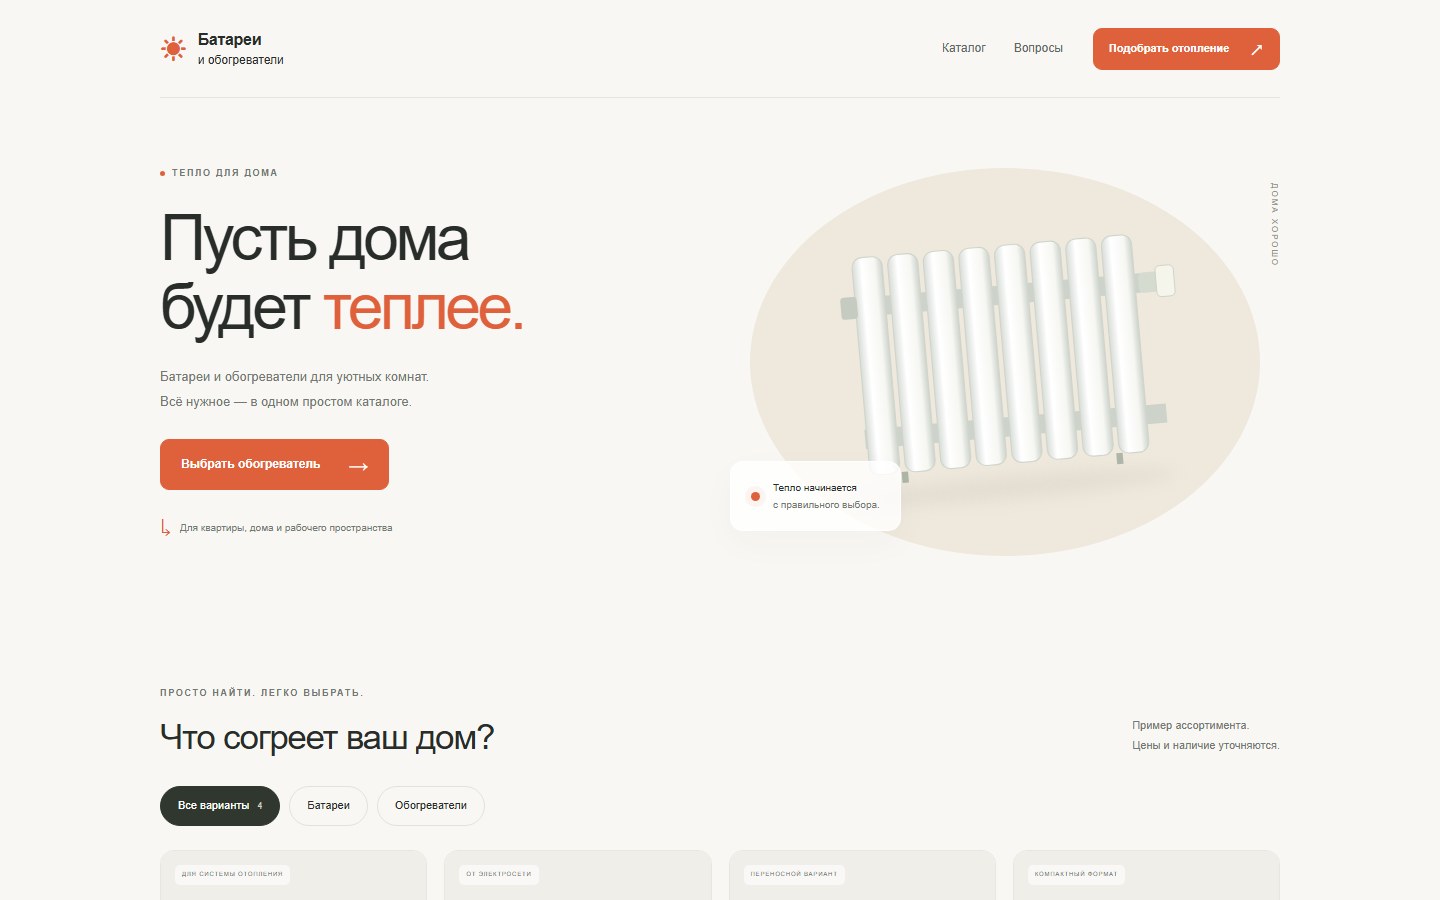 Батареи
и обогреватели
Каталог
Вопросы
Подобрать отопление ↗
ТЕПЛО ДЛЯ ДОМА
Пусть дома
будет теплее.
Батареи и обогреватели для уютных комнат.
Всё нужное — в одном простом каталоге.
Выбрать обогреватель →
Для квартиры, дома и рабочего пространства
ДОМА ХОРОШО
Тепло начинается
с правильного выбора.
ПРОСТО НАЙТИ. ЛЕГКО ВЫБРАТЬ.
Что согреет ваш дом?
Пример ассортимента.
Цены и наличие уточняются.
Все варианты 4
Батареи
Обогреватели
ДЛЯ СИСТЕМЫ ОТОПЛЕНИЯ
ОТ ЭЛЕКТРОСЕТИ
ПЕРЕНОСНОЙ ВАРИАНТ
КОМПАКТНЫЙ ФОРМАТ